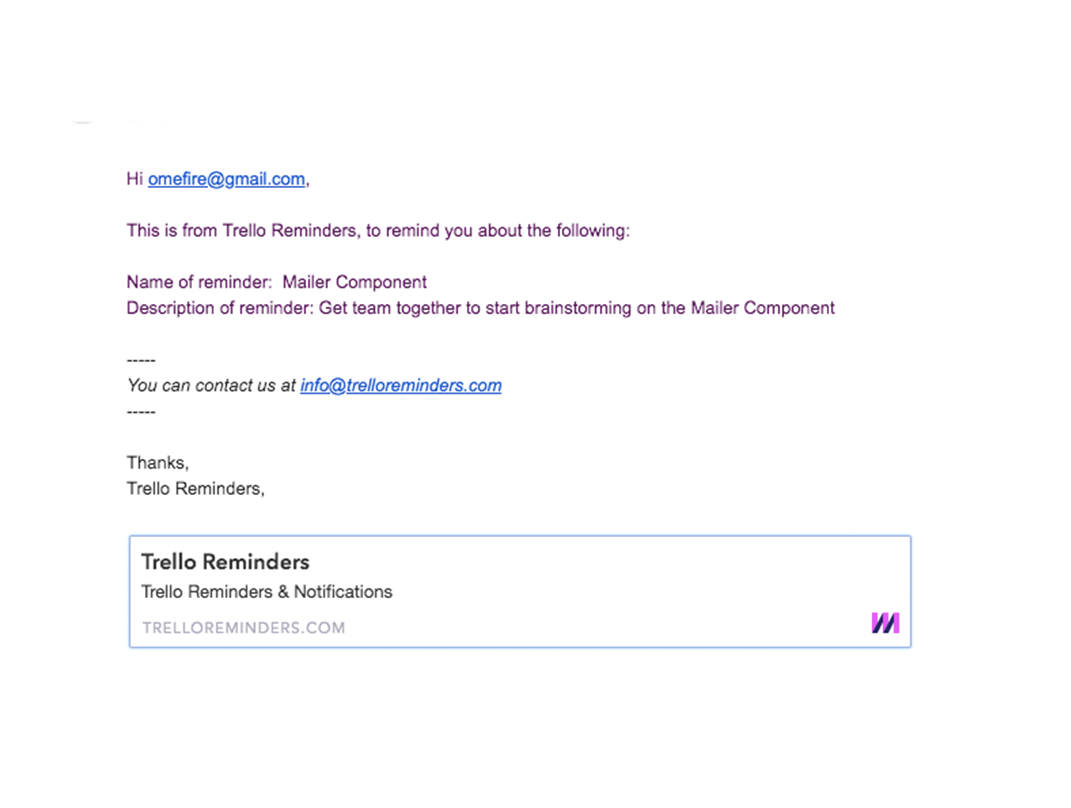 Hi omefire@gmail.com,
This is from Trello Reminders, to remind you about the following:
Name of reminder:  Mailer Component
Description of reminder: Get team together to start brainstorming on the Mailer Component
-----
You can contact us at info@trelloreminders.com
-----
Thanks,
Trello Reminders,
Trello Reminders
Trello Reminders & Notifications
TRELLOREMINDERS.COM